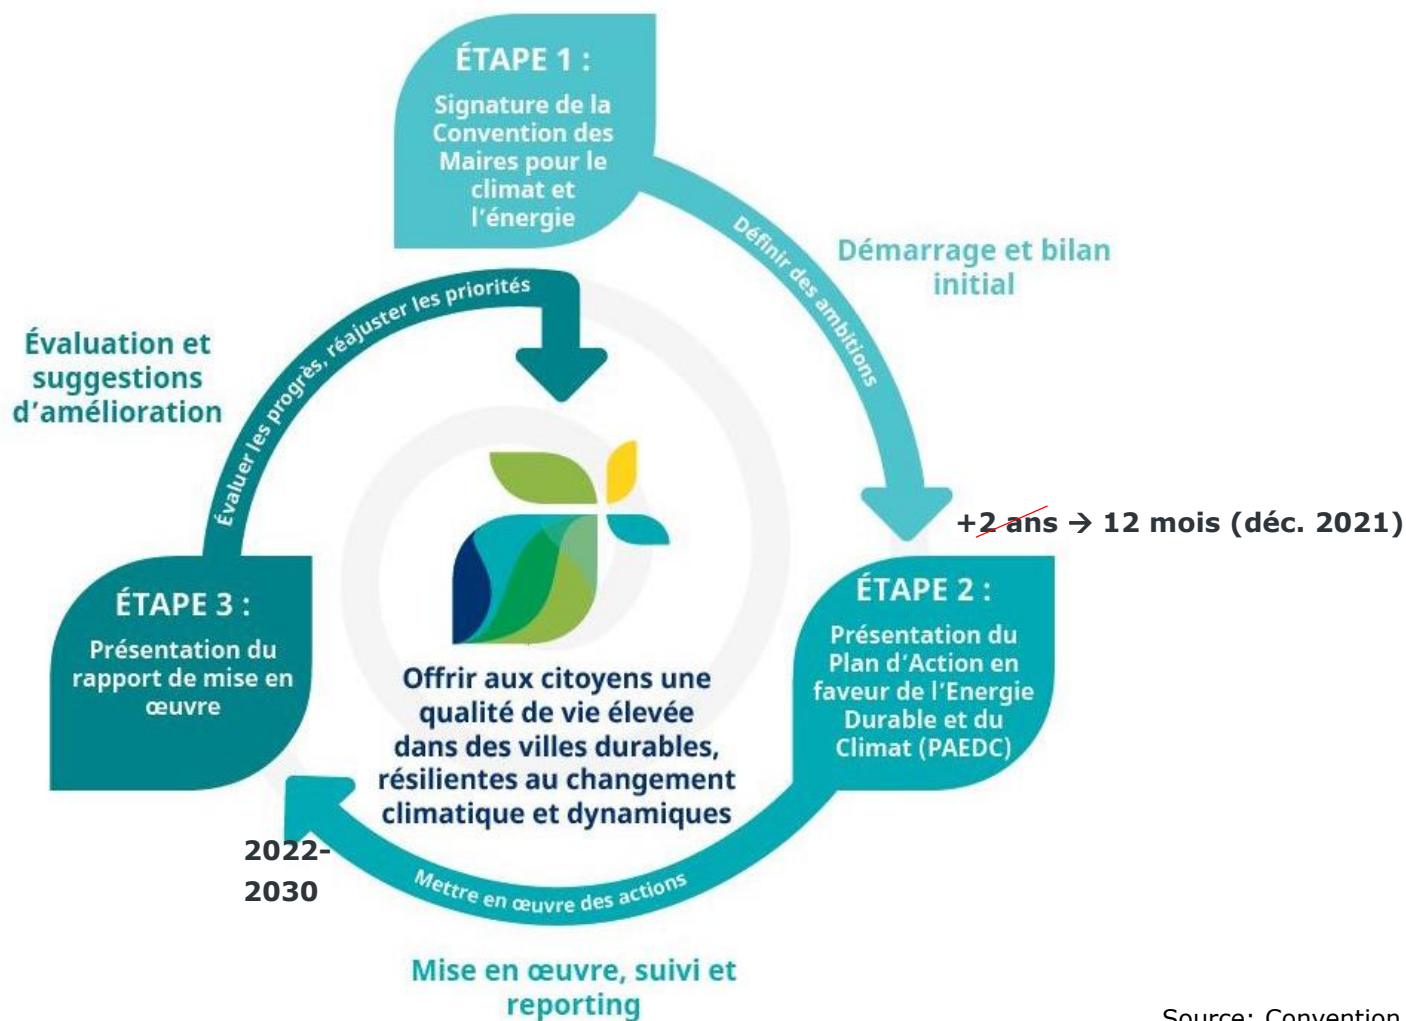 ÉTAPE 1 :
Signature de la
Convention des
Maires pour le
climat et
l'énergie
Définir des ambitions
Démarrage et bilan
initial
+2 ans → 12 mois (déc. 2021)
ÉTAPE 2 :
Présentation du
Plan d'Action en
faveur de l'Energie
Durable et du
Climat (PAEDC)
Mettre en œuvre des actions
Mise en œuvre, suivi et
reporting
2022-
2030
ÉTAPE 3 :
Présentation du
rapport de mise en
œuvre
Évaluer les progrès, réajuster les priorités
Évaluation et
suggestions
d'amélioration
Offrir aux citoyens une
qualité de vie élevée
dans des villes durables,
résilientes au changement
climatique et dynamiques
Source: Convention